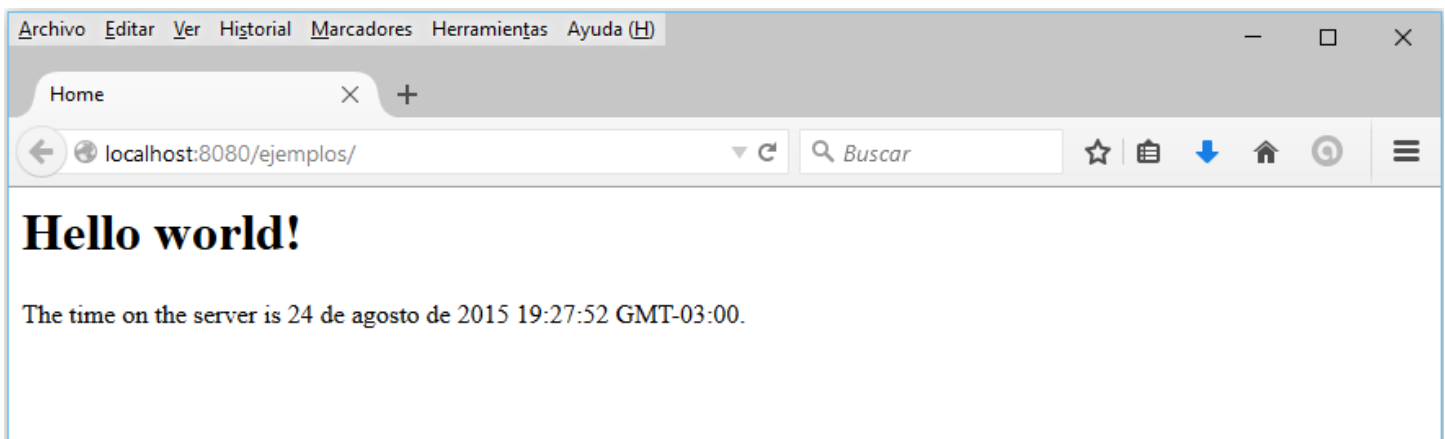 Archivo Editar Ver Historial Marcadores Herramientas Ayuda (H)
Home
localhost:8080/ejemplos/
Buscar
Hello world!
The time on the server is 24 de agosto de 2015 19:27:52 GMT-03:00.